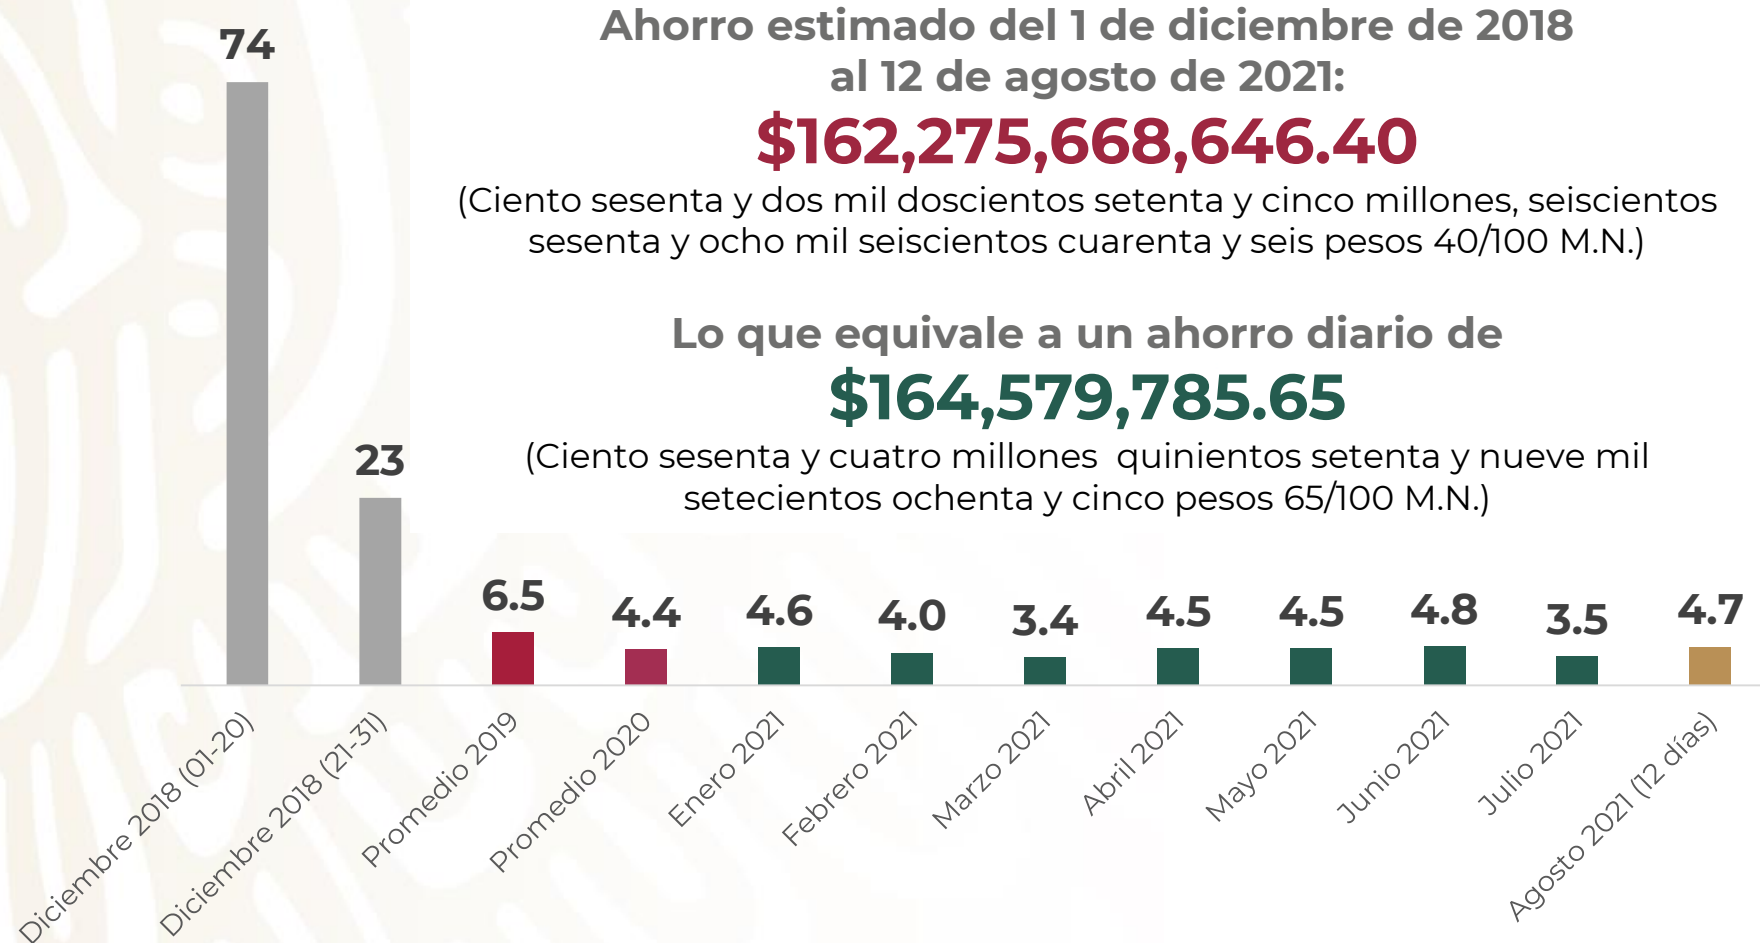 Ahorro estimado del 1 de diciembre de 2018
al 12 de agosto de 2021:
$162,275,668,646.40
(Ciento sesenta y dos mil doscientos setenta y cinco millones, seiscientos
sesenta y ocho mil seiscientos cuarenta y seis pesos 40/100 M.N.)
Lo que equivale a un ahorro diario de
$164,579,785.65
(Ciento sesenta y cuatro millones  quinientos setenta y nueve mil
setecientos ochenta y cinco pesos 65/100 M.N.)
74
23
6.5
4.4
4.6
4.0
3.4
4.5
4.5
4.8
3.5
4.7
Diciembre 2018 (01-20)
Diciembre 2018 (21-31)
Promedio 2019
Promedio 2020
Enero 2021
Febrero 2021
Marzo 2021
Abril 2021
Mayo 2021
Junio 2021
Julio 2021
Agosto 2021 (12 días)